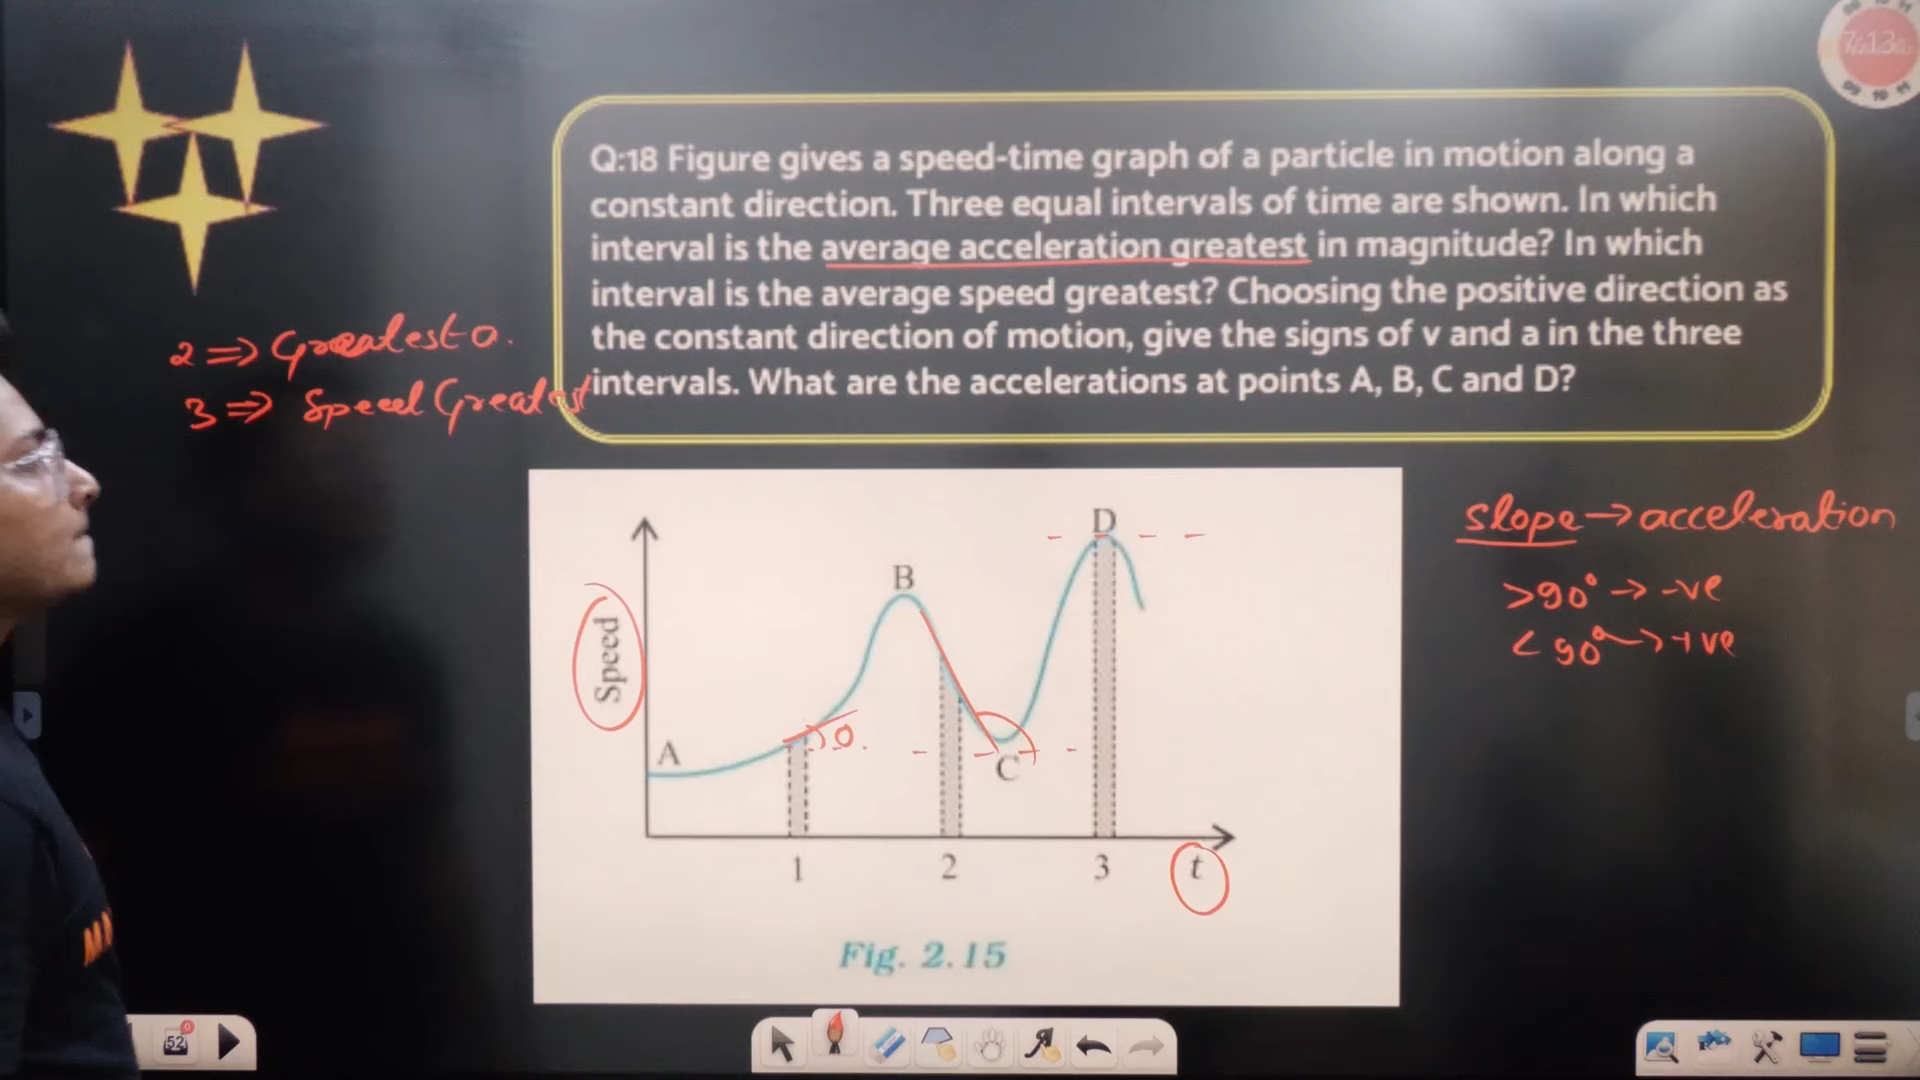 Q:18 Figure gives a speed-time graph of a particle in motion along a
constant direction. Three equal intervals of time are shown. In which
interval is the average acceleration greatest in magnitude? In which
interval is the average speed greatest? Choosing the positive direction as
the constant direction of motion, give the signs of v and a in the three
intervals. What are the accelerations at points A, B, C and D?
2 ⇒ Greatest a.
3 ⇒ Speed Greatest
slope → acceleration
>90° → -ve
<90° → +ve
D
B
Speed
A
θ
C
1 2 3 t
Fig. 2.15
52